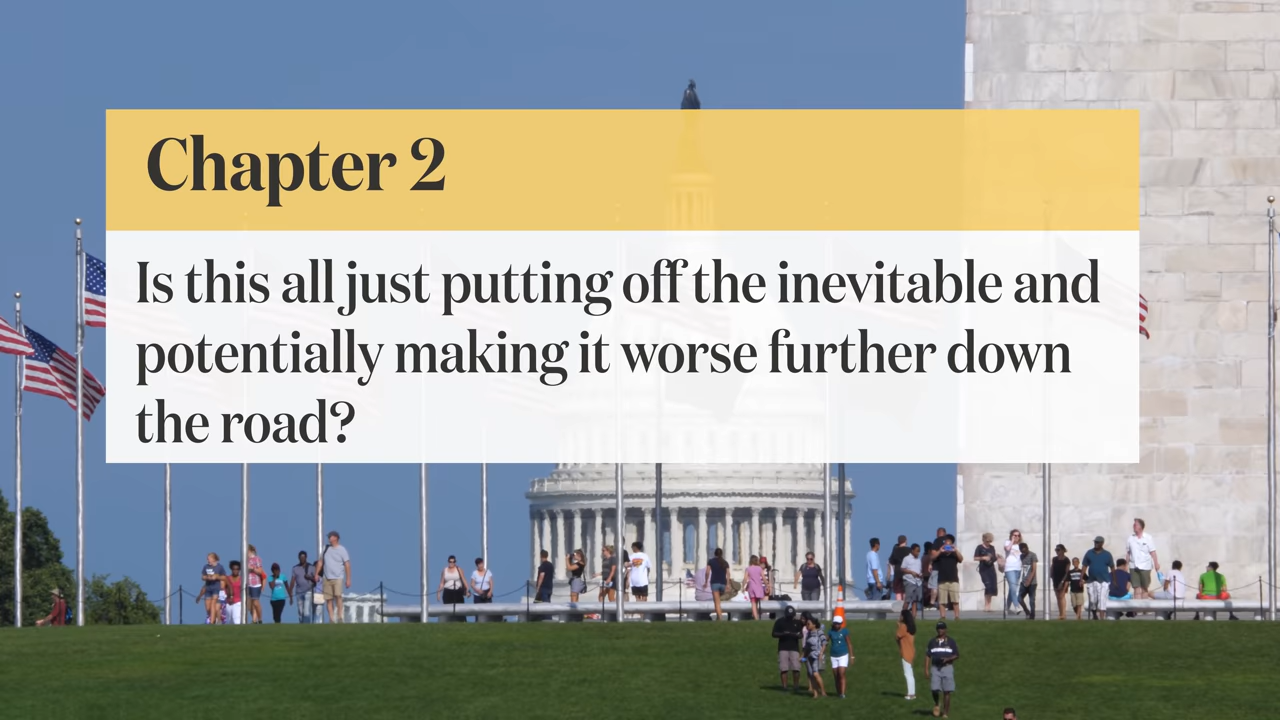 Chapter 2
Is this all just putting off the inevitable and
potentially making it worse further down
the road?